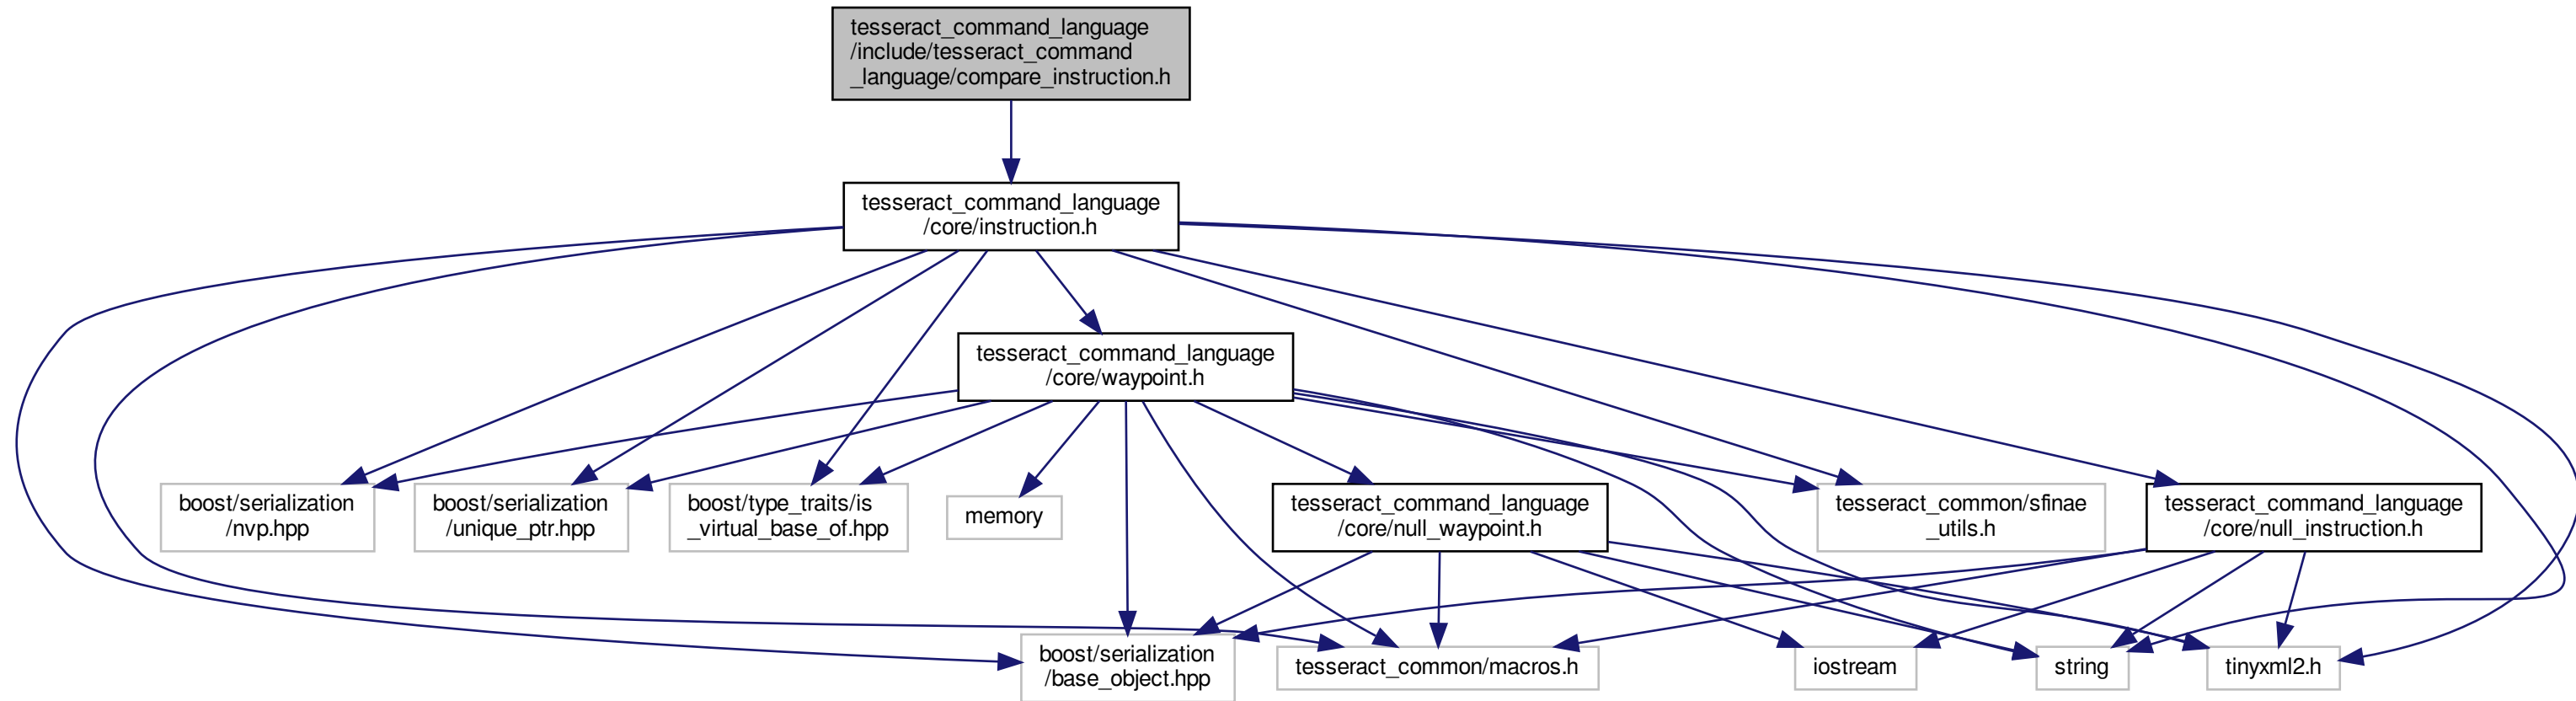 tesseract_command_language
/include/tesseract_command
_language/compare_instruction.h
tesseract_command_language
/core/instruction.h
tesseract_command_language
/core/waypoint.h
boost/serialization
/nvp.hpp
boost/serialization
/unique_ptr.hpp
boost/type_traits/is
_virtual_base_of.hpp
memory
tesseract_command_language
/core/null_waypoint.h
tesseract_common/sfinae
_utils.h
tesseract_command_language
/core/null_instruction.h
boost/serialization
/base_object.hpp
tesseract_common/macros.h
iostream
string
tinyxml2.h